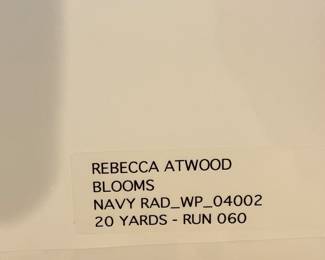 REBECCA ATWOOD
BLOOMS
NAVY RAD_WP_04002
20 YARDS - RUN 060